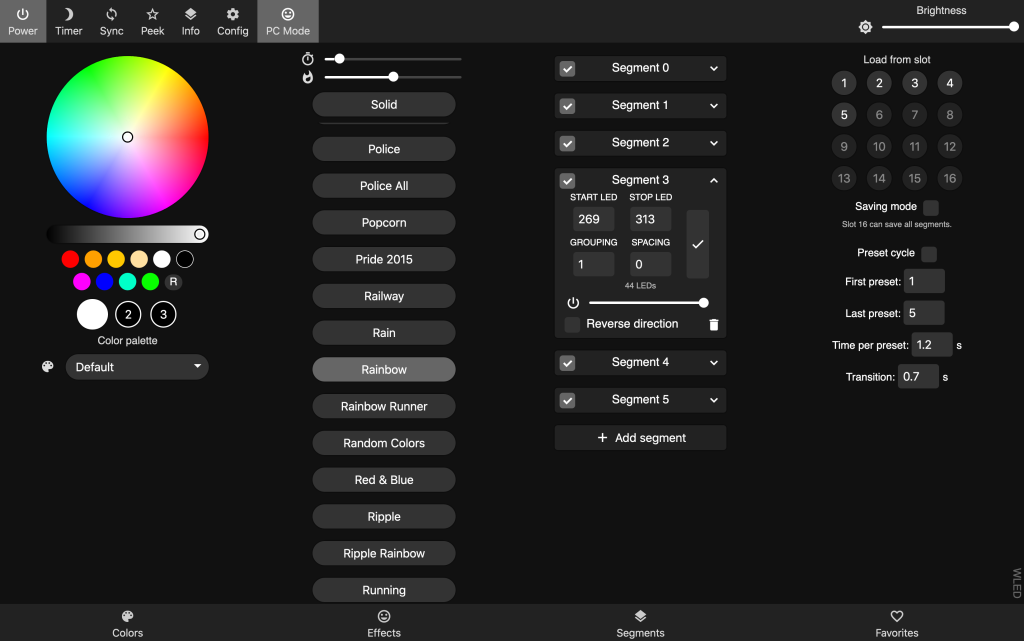 Power Timer Sync Peek Info Config PC Mode
Brightness
R
2 3
Color palette
Default
Solid
Police
Police All
Popcorn
Pride 2015
Railway
Rain
Rainbow
Rainbow Runner
Random Colors
Red & Blue
Ripple
Ripple Rainbow
Running
Segment 0
Segment 1
Segment 2
Segment 3
START LED STOP LED
269 313
GROUPING SPACING
1 0
44 LEDs
Reverse direction
Segment 4
Segment 5
+ Add segment
Load from slot
1 2 3 4
5 6 7 8
9 10 11 12
13 14 15 16
Saving mode
Slot 16 can save all segments.
Preset cycle
First preset: 1
Last preset: 5
Time per preset: 1.2 s
Transition: 0.7 s
WLED
Colors Effects Segments Favorites